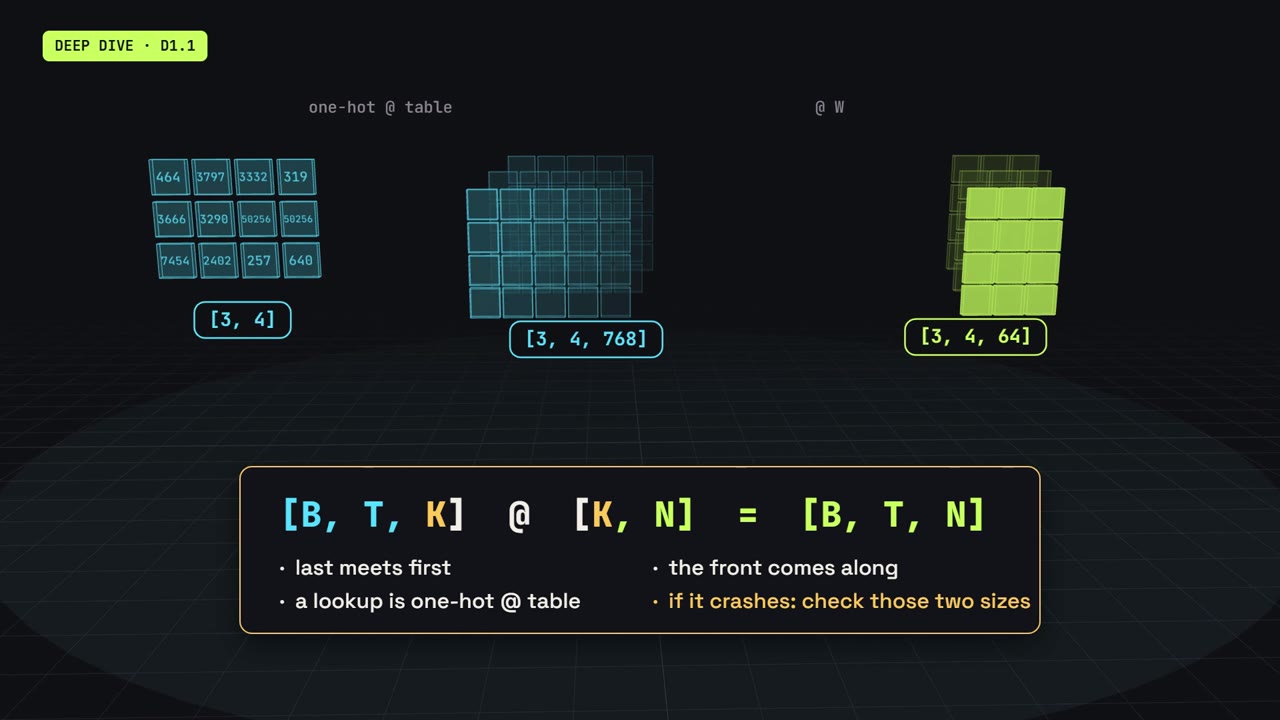 DEEP DIVE · D1.1
one-hot @ table
@ W
464 3797 3332 319
3666 3290 50256 50256
7454 2402 257 640
[3, 4]
[3, 4, 768]
[3, 4, 64]
[B, T, K] @ [K, N] = [B, T, N]
· last meets first
· the front comes along
· a lookup is one-hot @ table
· if it crashes: check those two sizes